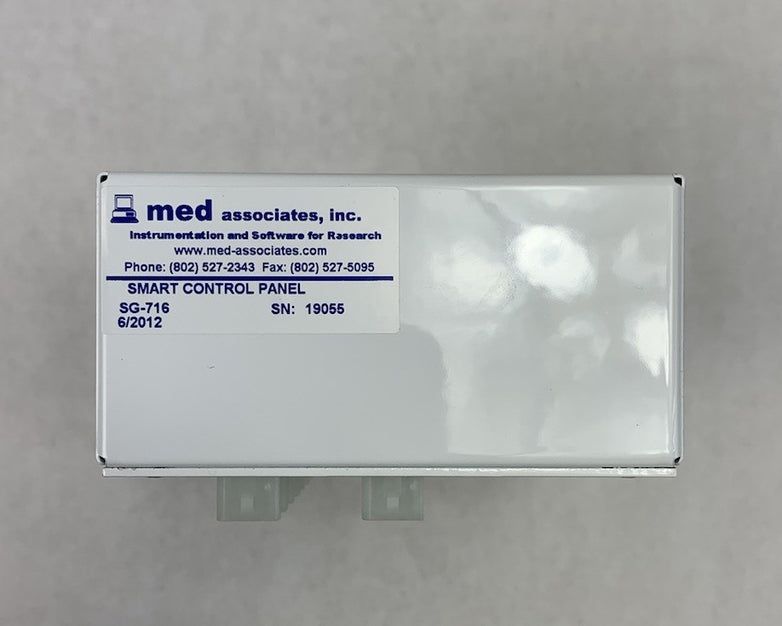 med associates, inc.
Instrumentation and Software for Research
www.med-associates.com
Phone: (802) 527-2343 Fax: (802) 527-5095
SMART CONTROL PANEL
SG-716 SN: 19055
6/2012